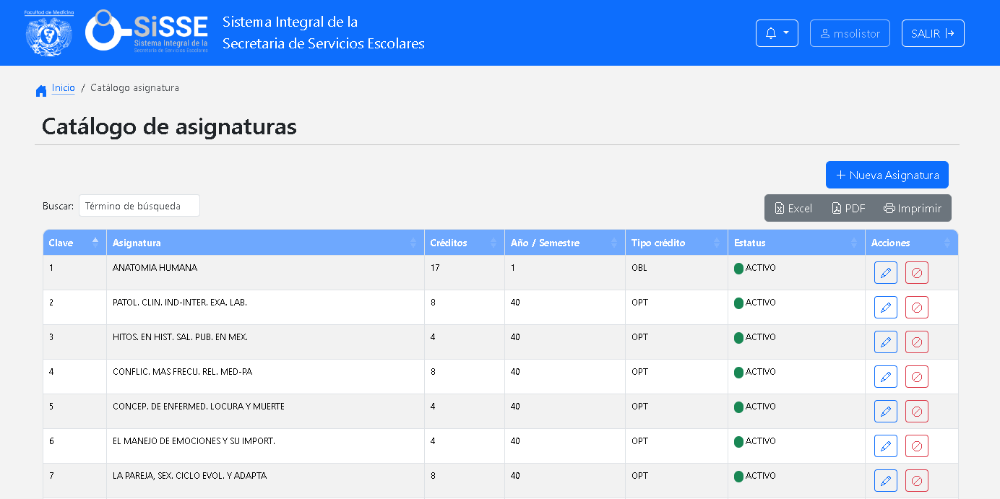 Facultad de Medicina
SiSSE
Sistema Integral de la
Secretaria de Servicios Escolares
Sistema Integral de la
Secretaria de Servicios Escolares
msolistor
SALIR
Inicio / Catálogo asignatura
Catálogo de asignaturas
Nueva Asignatura
Buscar: Término de búsqueda
Excel PDF Imprimir
Clave Asignatura Créditos Año / Semestre Tipo crédito Estatus Acciones
1 ANATOMIA HUMANA 17 1 OBL ACTIVO
2 PATOL. CLIN. IND-INTER. EXA. LAB. 8 40 OPT ACTIVO
3 HITOS. EN HIST. SAL. PUB. EN MEX. 4 40 OPT ACTIVO
4 CONFLIC. MAS FRECU. REL. MED-PA 8 40 OPT ACTIVO
5 CONCEP. DE ENFERMED. LOCURA Y MUERTE 4 40 OPT ACTIVO
6 EL MANEJO DE EMOCIONES Y SU IMPORT. 4 40 OPT ACTIVO
7 LA PAREJA, SEX. CICLO EVOL. Y ADAPTA 8 40 OPT ACTIVO